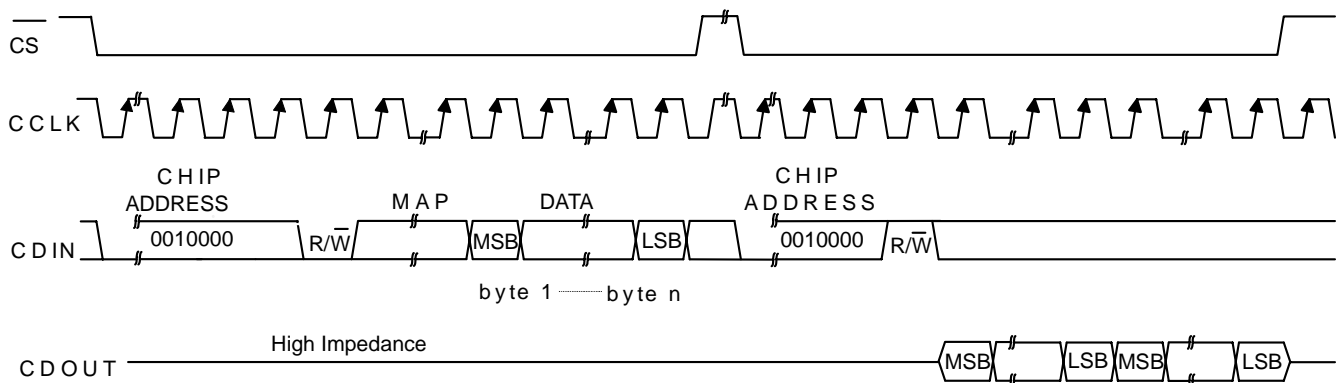 CS
CCLK
CHIP
ADDRESS
MAP
DATA
CHIP
ADDRESS
CDIN
0010000
R/W
MSB
LSB
0010000
R/W
byte 1 ········ byte n
High Impedance
CDOUT
MSB
LSB
MSB
LSB